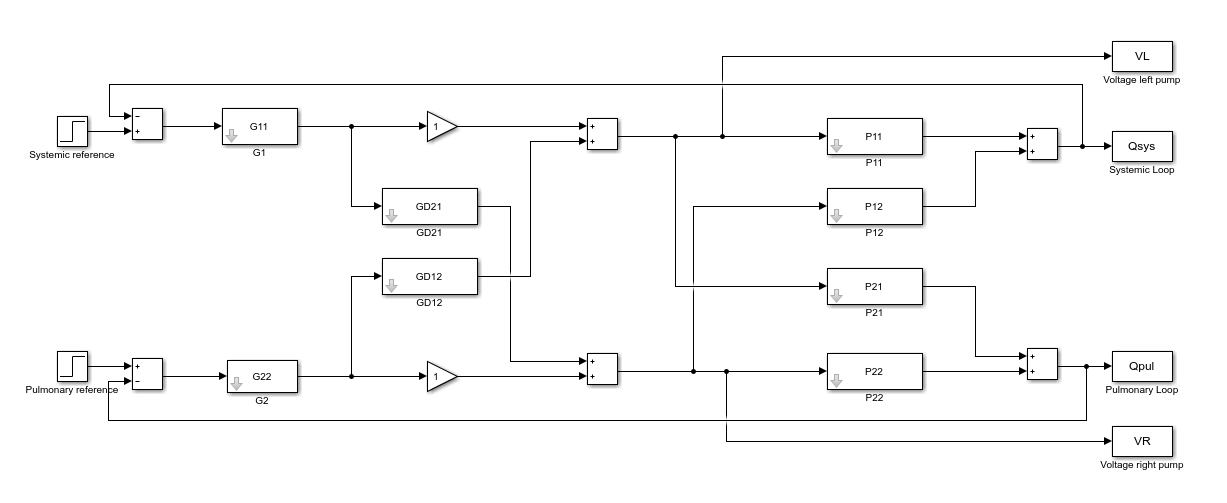 VL
Voltage left pump
−
+
Systemic reference
G11
G1
1
+
+
P11
P11
+
+
Qsys
Systemic Loop
GD21
GD21
P12
P12
GD12
GD12
P21
P21
+
−
Pulmonary reference
G22
G2
1
+
+
P22
P22
+
+
Qpul
Pulmonary Loop
VR
Voltage right pump